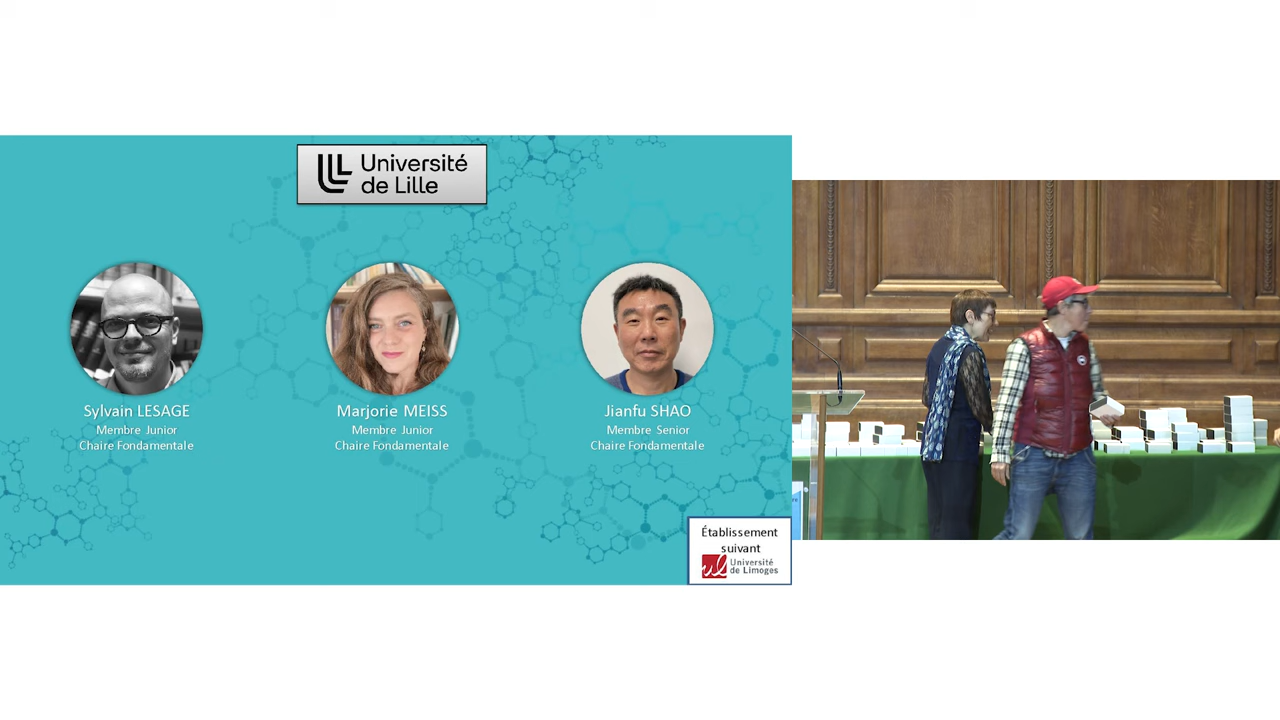 Université
de Lille
Sylvain LESAGE
Membre Junior
Chaire Fondamentale
Marjorie MEISS
Membre Junior
Chaire Fondamentale
Jianfu SHAO
Membre Senior
Chaire Fondamentale
Établissement
suivant
Université
de Limoges